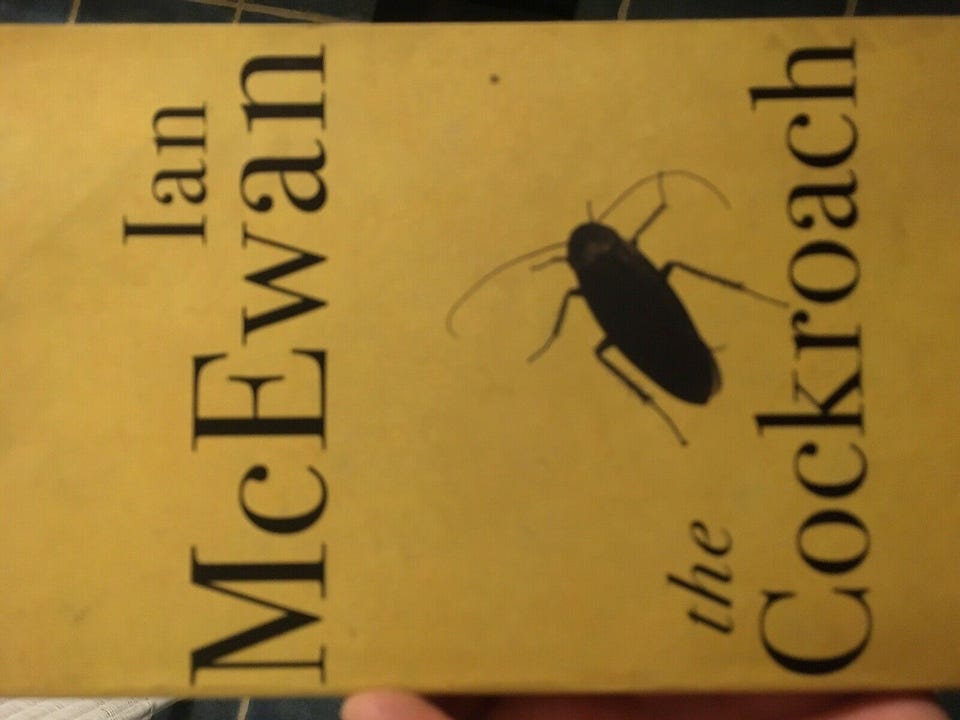 Ian
McEwan
the
Cockroach